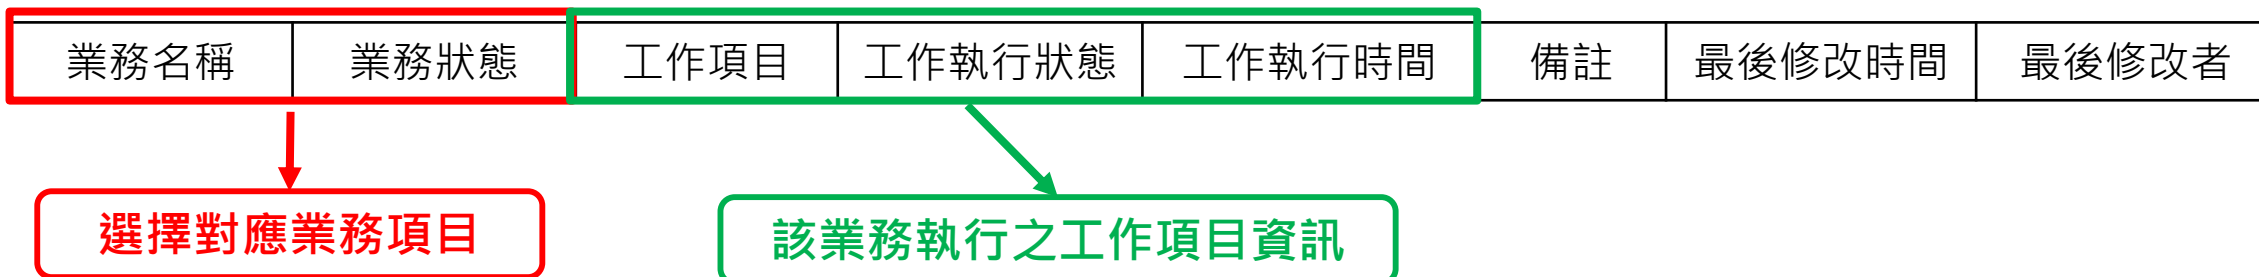 業務名稱 業務狀態 工作項目 工作執行狀態 工作執行時間 備註 最後修改時間 最後修改者
選擇對應業務項目
該業務執行之工作項目資訊